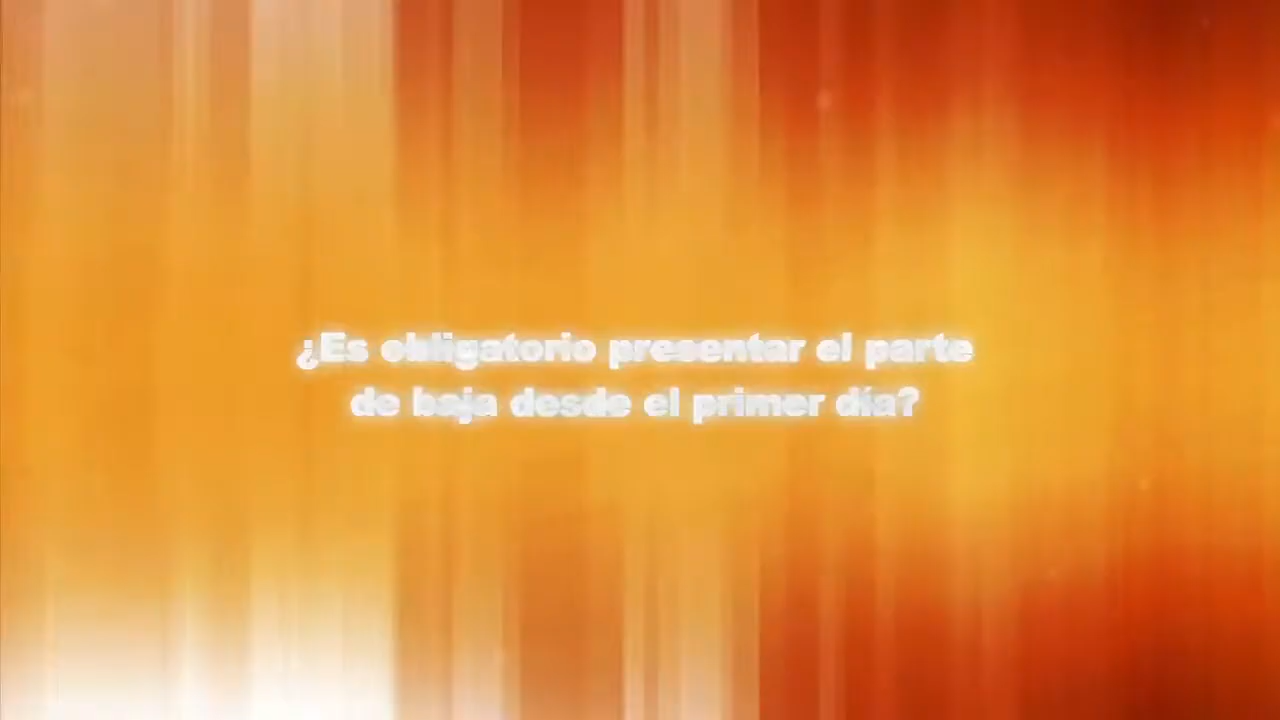 ¿Es obligatorio presentar el parte
de baja desde el primer día?